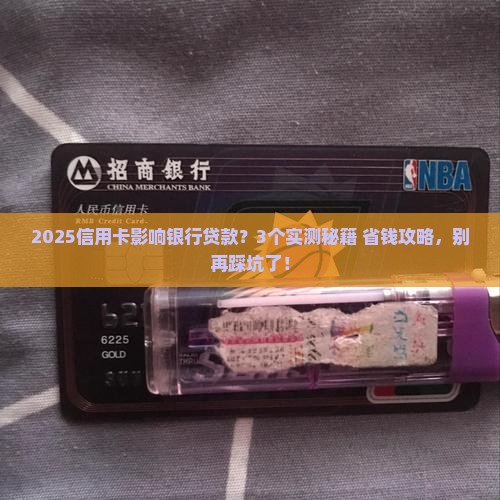 招商银行
CHINA MERCHANTS BANK
NBA
人民币信用卡
RMB Credit Card
2025信用卡影响银行贷款？3个实测秘籍 省钱攻略，别
再踩坑了！
6225
GOLD